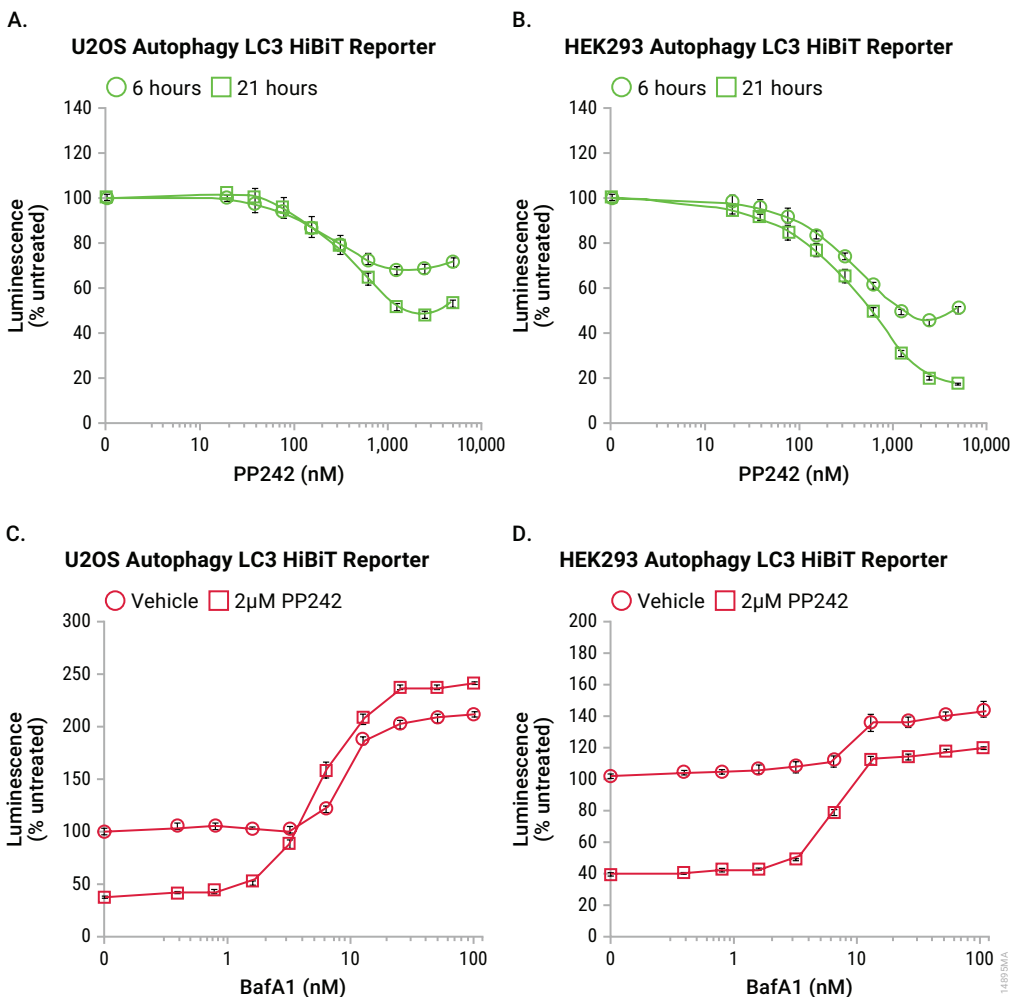 A.
U2OS Autophagy LC3 HiBiT Reporter
6 hours 21 hours
140
120
100
80
60
40
20
0
Luminescence
(% untreated)
0 10 100 1,000 10,000
PP242 (nM)
B.
HEK293 Autophagy LC3 HiBiT Reporter
6 hours 21 hours
140
120
100
80
60
40
20
0
Luminescence
(% untreated)
0 10 100 1,000 10,000
PP242 (nM)
C.
U2OS Autophagy LC3 HiBiT Reporter
Vehicle 2µM PP242
300
250
200
150
100
50
0
Luminescence
(% untreated)
0 1 10 100
BafA1 (nM)
D.
HEK293 Autophagy LC3 HiBiT Reporter
Vehicle 2µM PP242
200
180
160
140
120
100
80
60
40
20
0
Luminescence
(% untreated)
0 1 10 100
BafA1 (nM)
14895MA